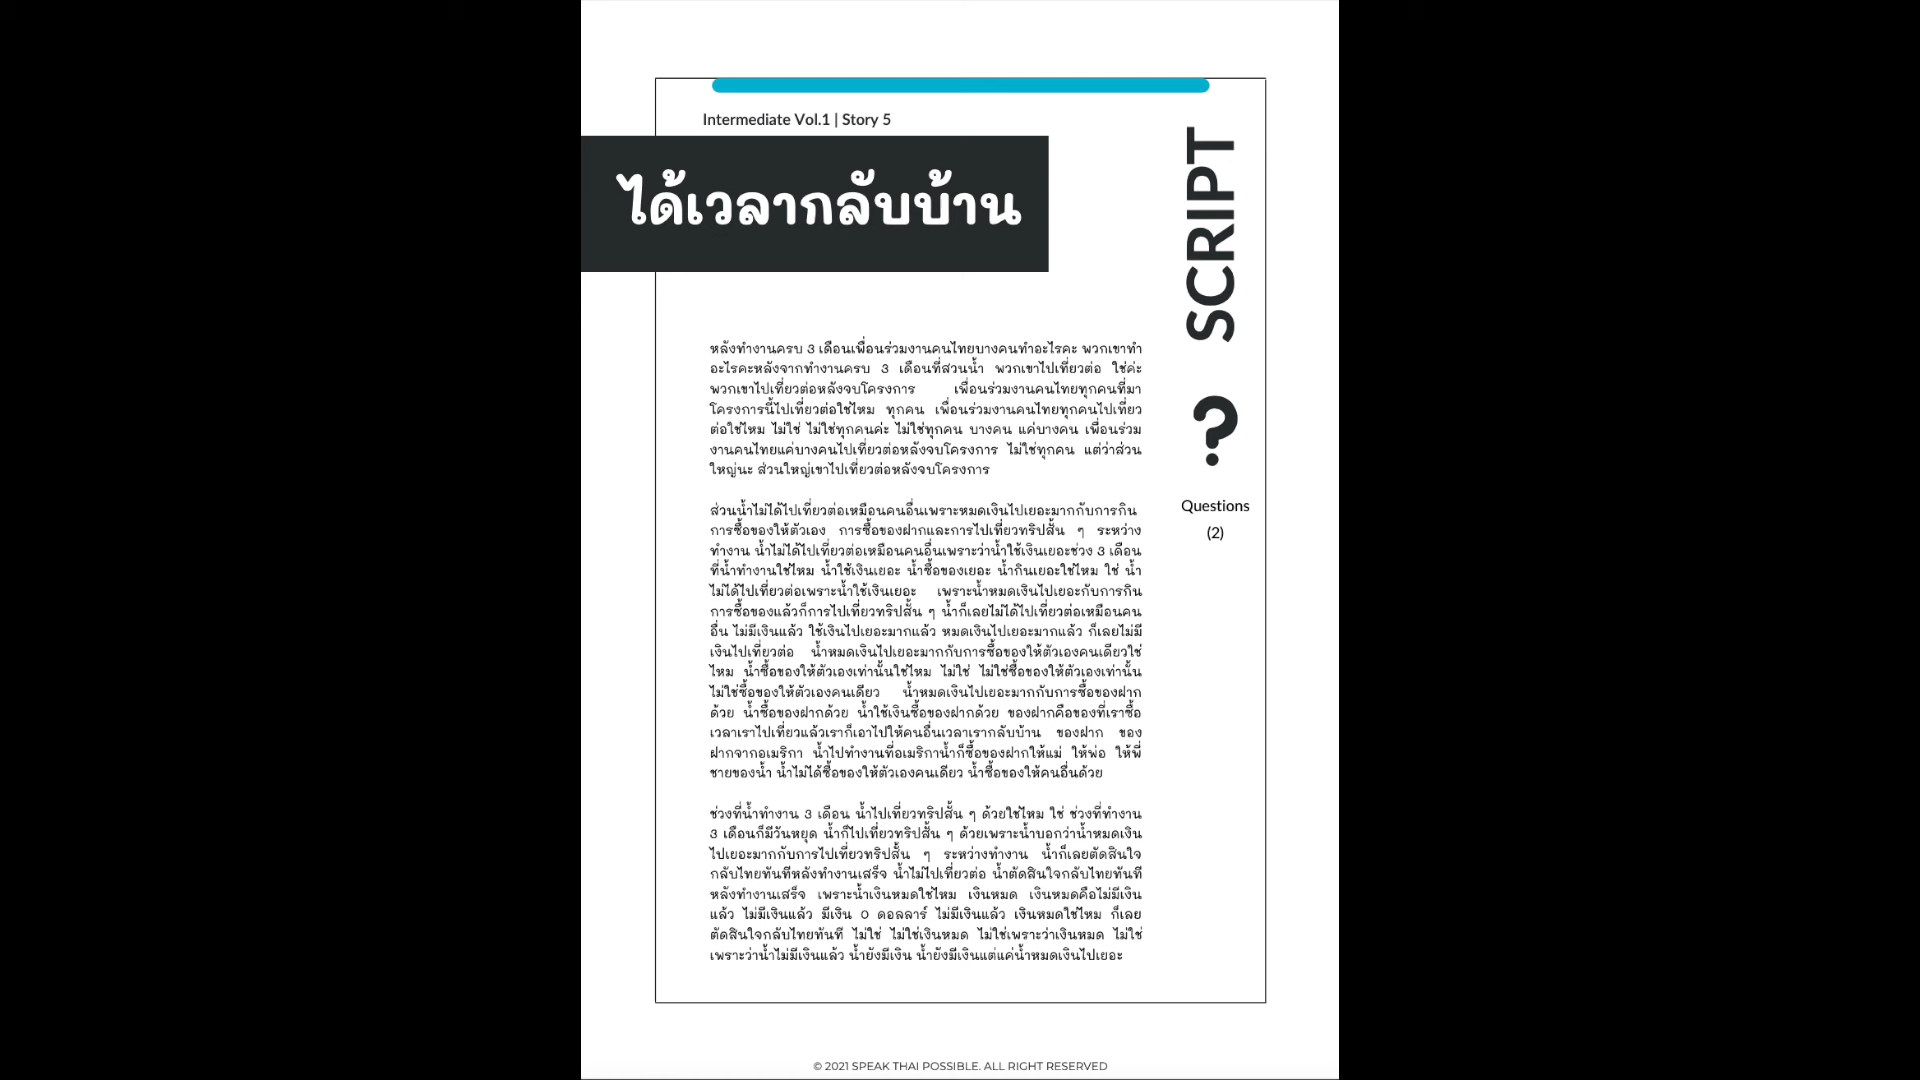 Intermediate Vol.1 | Story 5
ได้เวลากลับบ้าน
SCRIPT
?
Questions
(2)
หลังทำงานครบ 3 เดือนเพื่อนร่วมงานคนไทยบางคนทำอะไรคะ พวกเขาทำ
อะไรคะหลังจากทำงานครบ 3 เดือนที่สวนน้ำ พวกเขาไปเที่ยวต่อ ใช่ค่ะ
พวกเขาไปเที่ยวต่อหลังจบโครงการ เพื่อนร่วมงานคนไทยทุกคนที่มา
โครงการนี้ไปเที่ยวต่อใช่ไหม ทุกคน เพื่อนร่วมงานคนไทยทุกคนไปเที่ยว
ต่อใช่ไหม ไม่ใช่ ไม่ใช่ทุกคนค่ะ ไม่ใช่ทุกคน บางคน แค่บางคน เพื่อนร่วม
งานคนไทยแค่บางคนไปเที่ยวต่อหลังจบโครงการ ไม่ใช่ทุกคน แต่ว่าส่วน
ใหญ่นะ ส่วนใหญ่เขาไปเที่ยวต่อหลังจบโครงการ
ส่วนน้ำไม่ได้ไปเที่ยวต่อเหมือนคนอื่นเพราะหมดเงินไปเยอะมากกับการกิน
การซื้อของให้ตัวเอง การซื้อของฝากและการไปเที่ยวทริปสั้น ๆ ระหว่าง
ทำงาน น้ำไม่ได้ไปเที่ยวต่อเหมือนคนอื่นเพราะว่าน้ำใช้เงินเยอะช่วง 3 เดือน
ที่น้ำทำงานใช่ไหม น้ำใช้เงินเยอะ น้ำซื้อของเยอะ น้ำกินเยอะใช่ไหม ใช่ น้ำ
ไม่ได้ไปเที่ยวต่อเพราะน้ำใช้เงินเยอะ เพราะน้ำหมดเงินไปเยอะกับการกิน
การซื้อของแล้วก็การไปเที่ยวทริปสั้น ๆ น้ำก็เลยไม่ได้ไปเที่ยวต่อเหมือนคน
อื่น ไม่มีเงินแล้ว ใช้เงินไปเยอะมากแล้ว หมดเงินไปเยอะมากแล้ว ก็เลยไม่มี
เงินไปเที่ยวต่อ น้ำหมดเงินไปเยอะมากกับการซื้อของให้ตัวเองคนเดียวใช่
ไหม น้ำซื้อของให้ตัวเองเท่านั้นใช่ไหม ไม่ใช่ ไม่ใช่ซื้อของให้ตัวเองเท่านั้น
ไม่ใช่ซื้อของให้ตัวเองคนเดียว น้ำหมดเงินไปเยอะมากกับการซื้อของฝาก
ด้วย น้ำซื้อของฝากด้วย น้ำใช้เงินซื้อของฝากด้วย ของฝากคือของที่เราซื้อ
เวลาเราไปเที่ยวแล้วเราก็เอาไปให้คนอื่นเวลาเรากลับบ้าน ของฝาก ของ
ฝากจากอเมริกา น้ำไปทำงานที่อเมริกาน้ำก็ซื้อของฝากให้แม่ ให้พ่อ ให้พี่
ชายของน้ำ น้ำไม่ได้ซื้อของให้ตัวเองคนเดียว น้ำซื้อของให้คนอื่นด้วย
ช่วงที่น้ำทำงาน 3 เดือน น้ำไปเที่ยวทริปสั้น ๆ ด้วยใช่ไหม ใช่ ช่วงที่ทำงาน
3 เดือนก็มีวันหยุด น้ำก็ไปเที่ยวทริปสั้น ๆ ด้วยเพราะน้ำบอกว่าน้ำหมดเงิน
ไปเยอะมากกับการไปเที่ยวทริปสั้น ๆ ระหว่างทำงาน น้ำก็เลยตัดสินใจ
กลับไทยทันทีหลังทำงานเสร็จ น้ำไม่ไปเที่ยวต่อ น้ำตัดสินใจกลับไทยทันที
หลังทำงานเสร็จ เพราะน้ำเงินหมดใช่ไหม เงินหมด เงินหมดคือไม่มีเงิน
แล้ว ไม่มีเงินแล้ว มีเงิน 0 ดอลลาร์ ไม่มีเงินแล้ว เงินหมดใช่ไหม ก็เลย
ตัดสินใจกลับไทยทันที ไม่ใช่ ไม่ใช่เงินหมด ไม่ใช่เพราะว่าเงินหมด ไม่ใช่
เพราะว่าน้ำไม่มีเงินแล้ว น้ำยังมีเงิน น้ำยังมีเงินแต่แค่น้ำหมดเงินไปเยอะ
© 2021 SPEAK THAI POSSIBLE. ALL RIGHT RESERVED